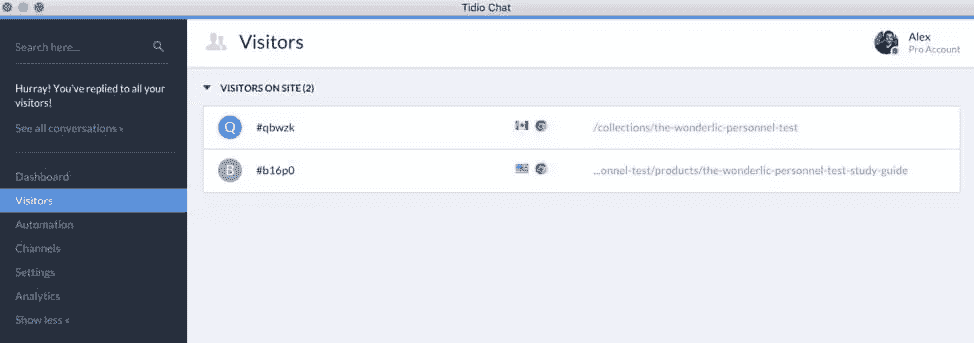 Tidio Chat
Search here...
Hurray! You've replied to all your
visitors!
See all conversations »
Dashboard
Visitors
Automation
Channels
Settings
Analytics
Show less «
Visitors
Alex
Pro Account
VISITORS ON SITE (2)
Q #qbwzk /collections/the-wonderlic-personnel-test
B #b16p0 ...onnel-test/products/the-wonderlic-personnel-test-study-guide